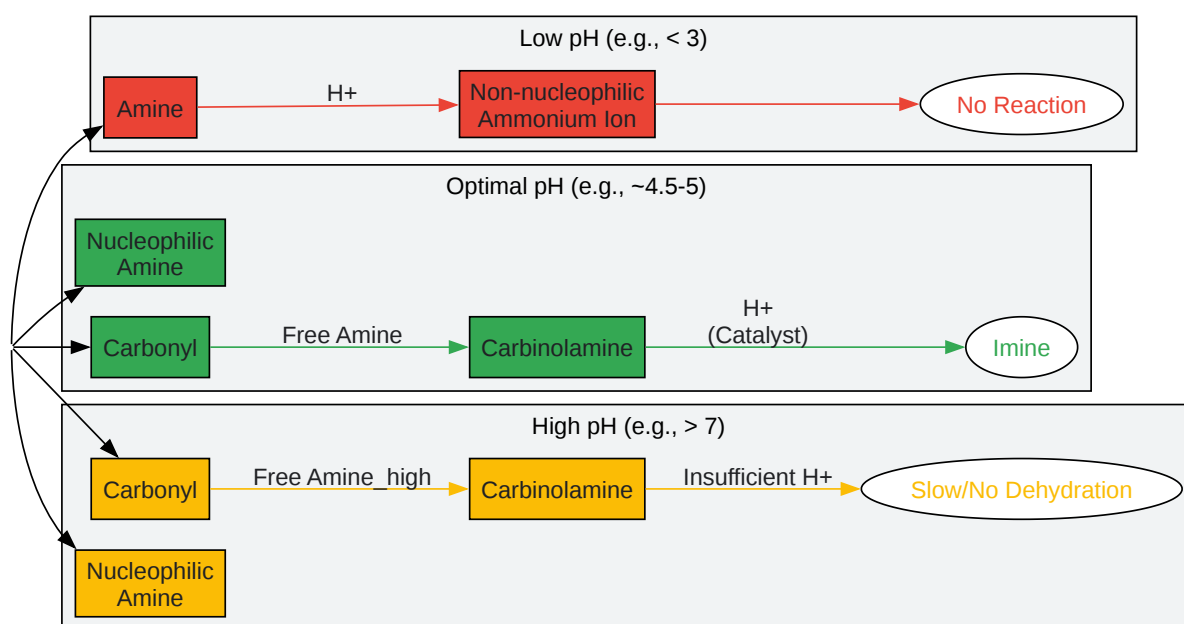 Low pH (e.g., < 3)
Amine
H+
Non-nucleophilic
Ammonium Ion
No Reaction
Optimal pH (e.g., ~4.5-5)
Nucleophilic
Amine
Carbonyl
Free Amine
Carbinolamine
H+
(Catalyst)
Imine
High pH (e.g., > 7)
Carbonyl
Free Amine_high
Carbinolamine
Insufficient H+
Slow/No Dehydration
Nucleophilic
Amine